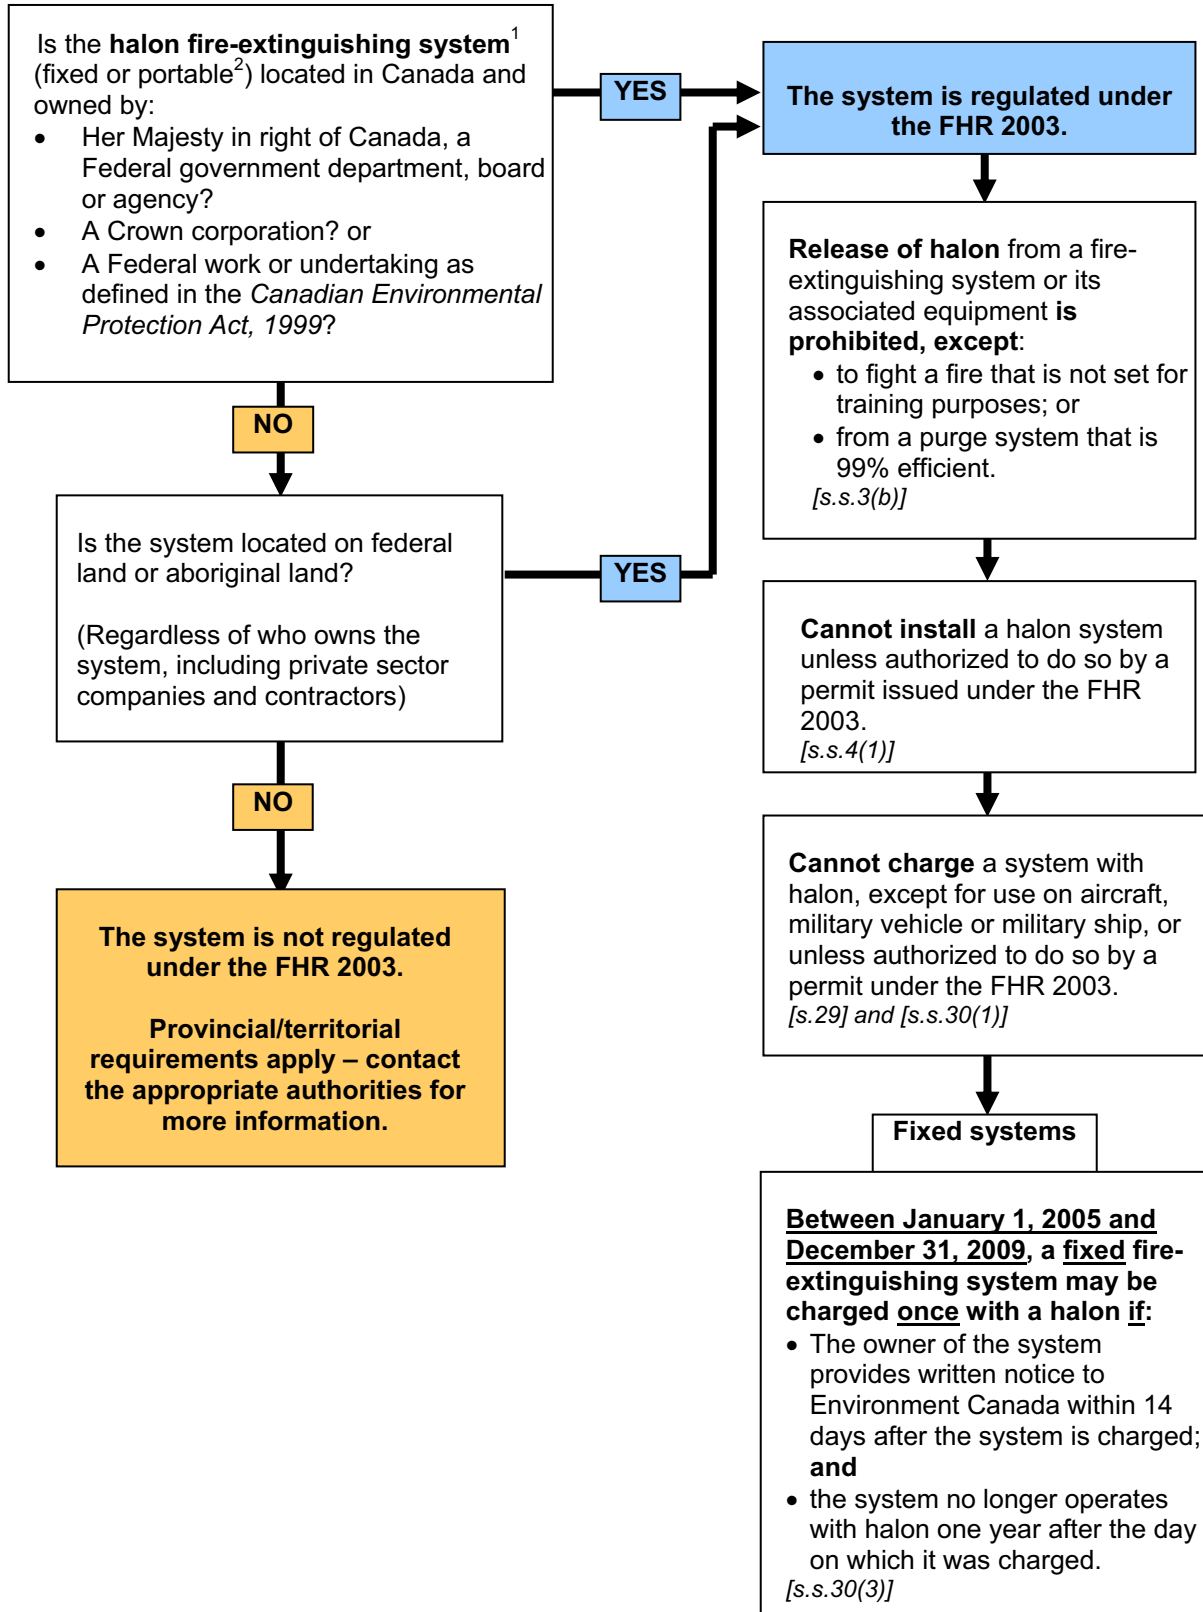 Is the halon fire-extinguishing system1
(fixed or portable2) located in Canada and
owned by:
• Her Majesty in right of Canada, a
Federal government department, board
or agency?
• A Crown corporation? or
• A Federal work or undertaking as
defined in the Canadian Environmental
Protection Act, 1999?
YES
NO
Is the system located on federal
land or aboriginal land?
(Regardless of who owns the
system, including private sector
companies and contractors)
YES
NO
The system is not regulated
under the FHR 2003.
Provincial/territorial
requirements apply – contact
the appropriate authorities for
more information.
The system is regulated under
the FHR 2003.
Release of halon from a fire-
extinguishing system or its
associated equipment is
prohibited, except:
• to fight a fire that is not set for
training purposes; or
• from a purge system that is
99% efficient.
[s.s.3(b)]
Cannot install a halon system
unless authorized to do so by a
permit issued under the FHR
2003.
[s.s.4(1)]
Cannot charge a system with
halon, except for use on aircraft,
military vehicle or military ship, or
unless authorized to do so by a
permit under the FHR 2003.
[s.29] and [s.s.30(1)]
Fixed systems
Between January 1, 2005 and
December 31, 2009, a fixed fire-
extinguishing system may be
charged once with a halon if:
• The owner of the system
provides written notice to
Environment Canada within 14
days after the system is charged;
and
• the system no longer operates
with halon one year after the day
on which it was charged.
[s.s.30(3)]